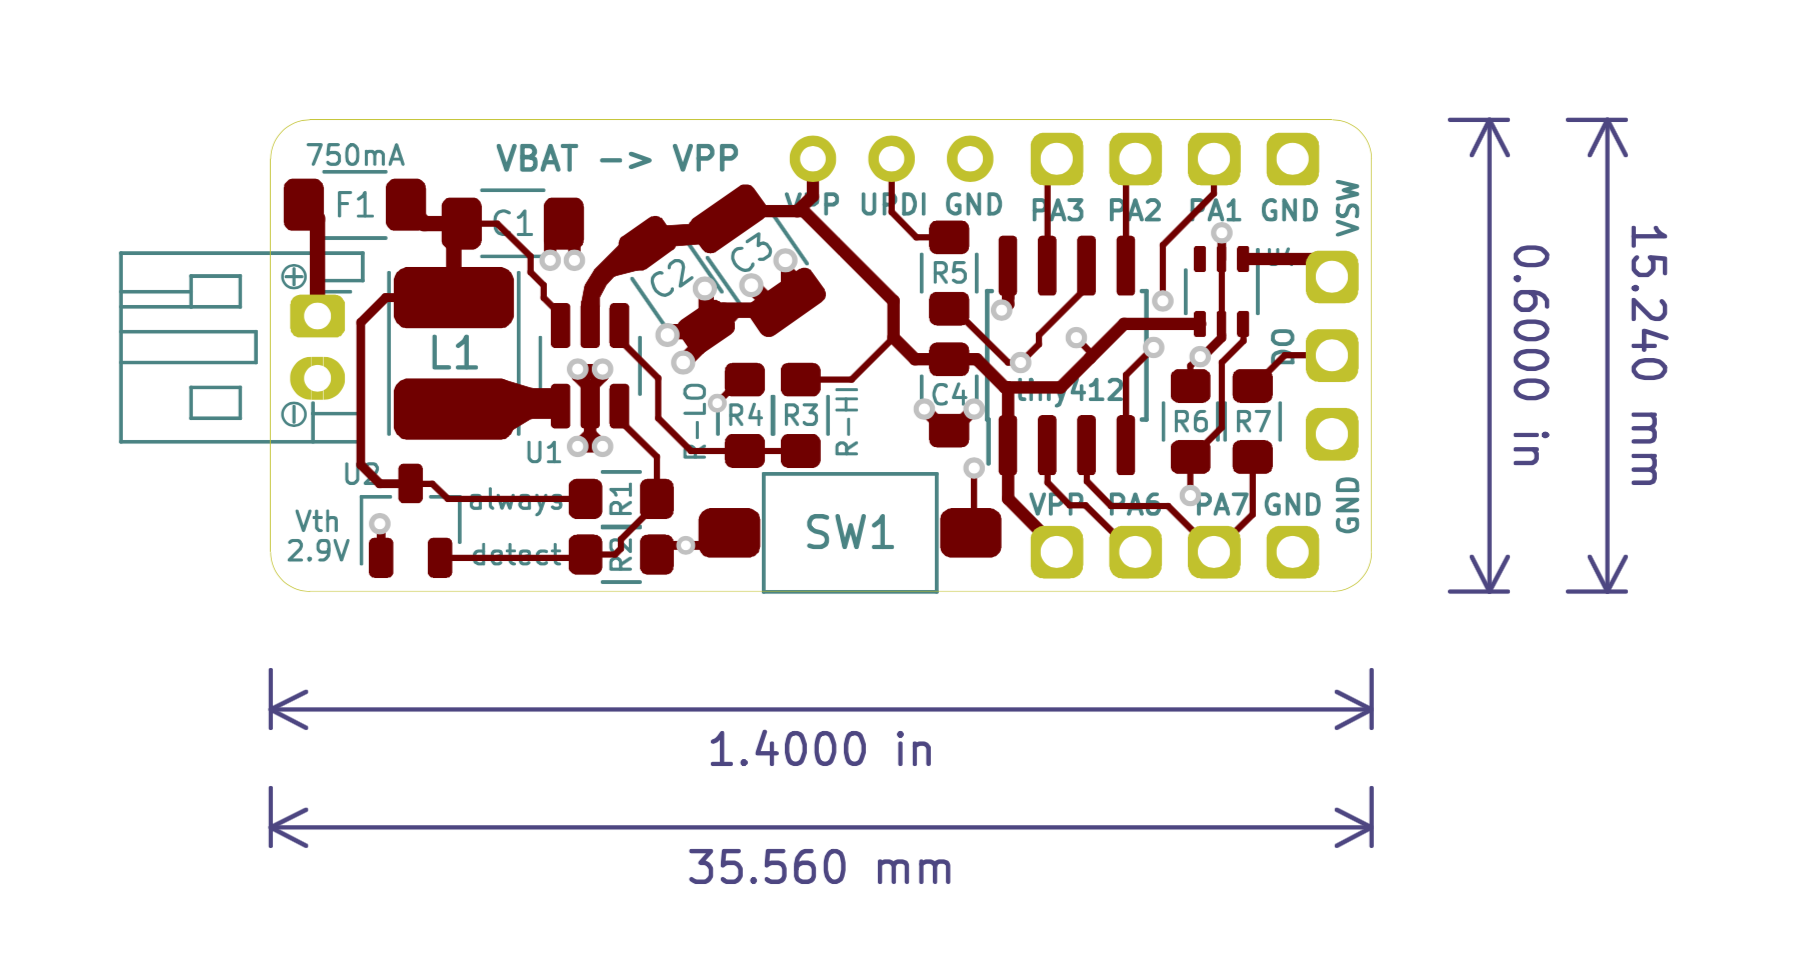 750mA
VBAT -> VPP
F1
C1
VPP
UPDI
GND
PA3
PA2
PA1
GND
VSW
C3
C2
R5
U4
L1
DO
C4
tiny412
R-LO
R4
R3
R-HI
R6
R7
U1
U2
always
R1
VPP
PA6
PA7
GND
GND
Vth
2.9V
detect
R2
SW1
0.6000 in
15.240 mm
1.4000 in
35.560 mm